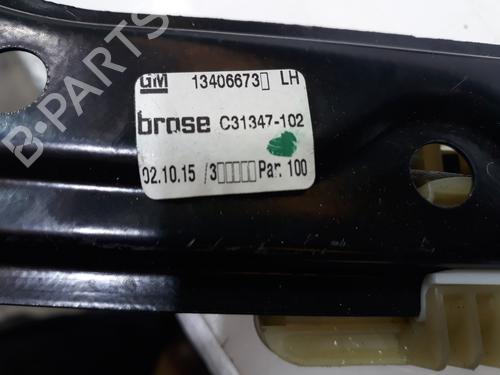 GM 13406673▯ LH
brose C31347-102
02.10.15 /3▯▯▯▯▯▯ Par. 100
B-PARTS